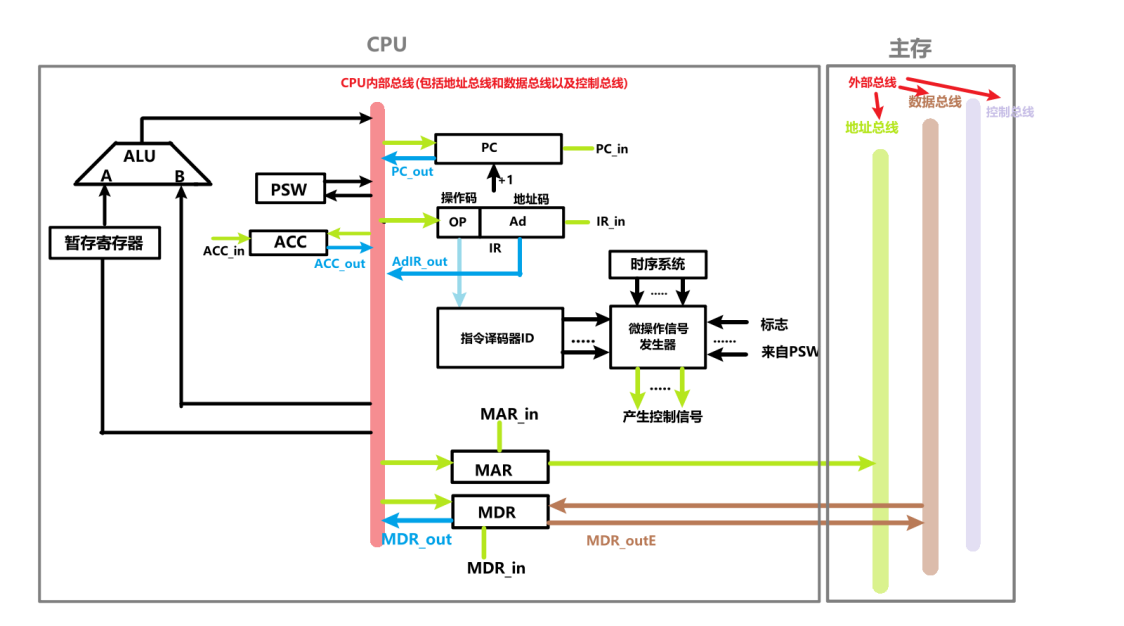 CPU
主存
CPU内部总线(包括地址总线和数据总线以及控制总线)
外部总线
数据总线
控制总线
地址总线
ALU
A
B
PC
PC_in
PC_out
+1
PSW
操作码
地址码
OP
Ad
IR_in
IR
暂存寄存器
ACC_in
ACC
ACC_out
AdIR_out
时序系统
.....
指令译码器ID
.....
微操作信号
发生器
标志
......
来自PSW
.....
产生控制信号
MAR_in
MAR
MDR
MDR_out
MDR_outE
MDR_in